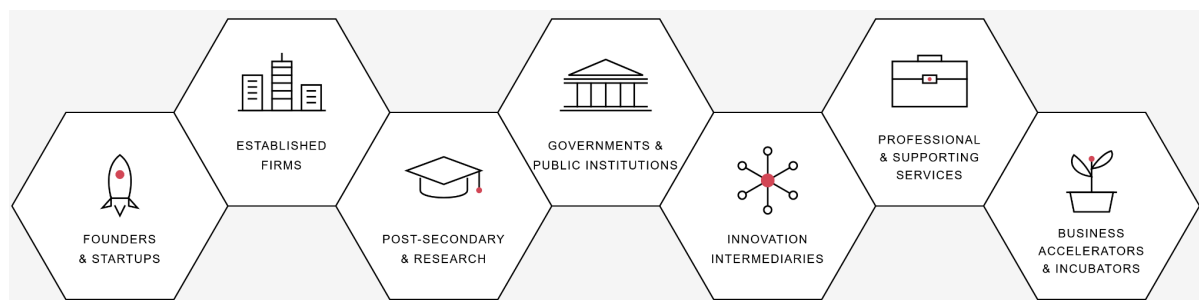 FOUNDERS
& STARTUPS
ESTABLISHED
FIRMS
POST-SECONDARY
& RESEARCH
GOVERNMENTS &
PUBLIC INSTITUTIONS
INNOVATION
INTERMEDIARIES
PROFESSIONAL
& SUPPORTING
SERVICES
BUSINESS
ACCELERATORS
& INCUBATORS